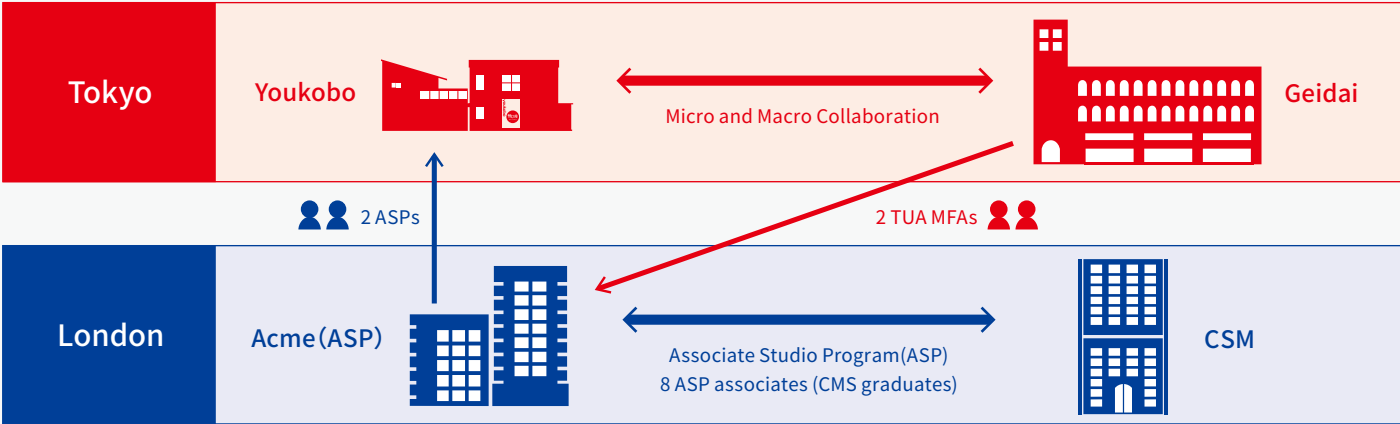 Tokyo
Youkobo
Micro and Macro Collaboration
Geidai
2 ASPs
2 TUA MFAs
London
Acme(ASP)
Associate Studio Program(ASP)
8 ASP associates (CMS graduates)
CSM